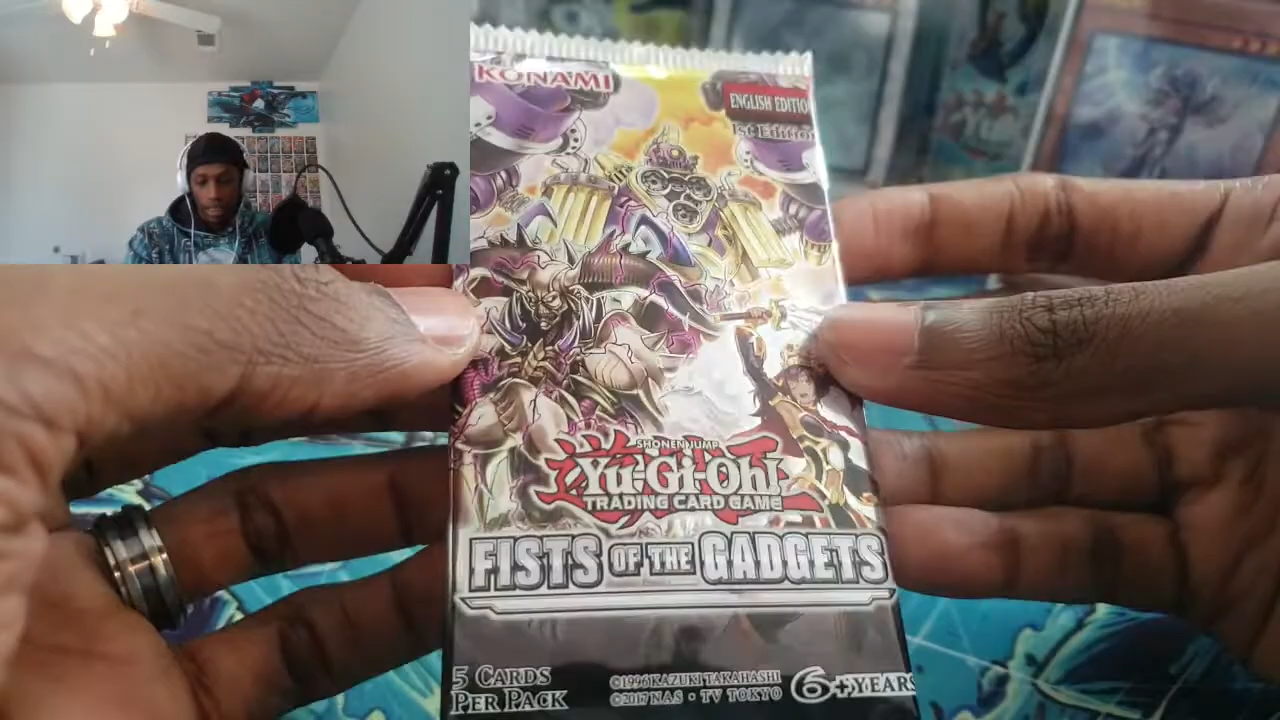 KONAMI
ENGLISH EDITIO
1st Edition
SHONEN JUMP
Yu-Gi-Oh!
TRADING CARD GAME
FISTS OF THE GADGETS
5 CARDS
PER PACK
©1996 KAZUKI TAKAHASHI
©2017 NAS • TV TOKYO
6+YEARS